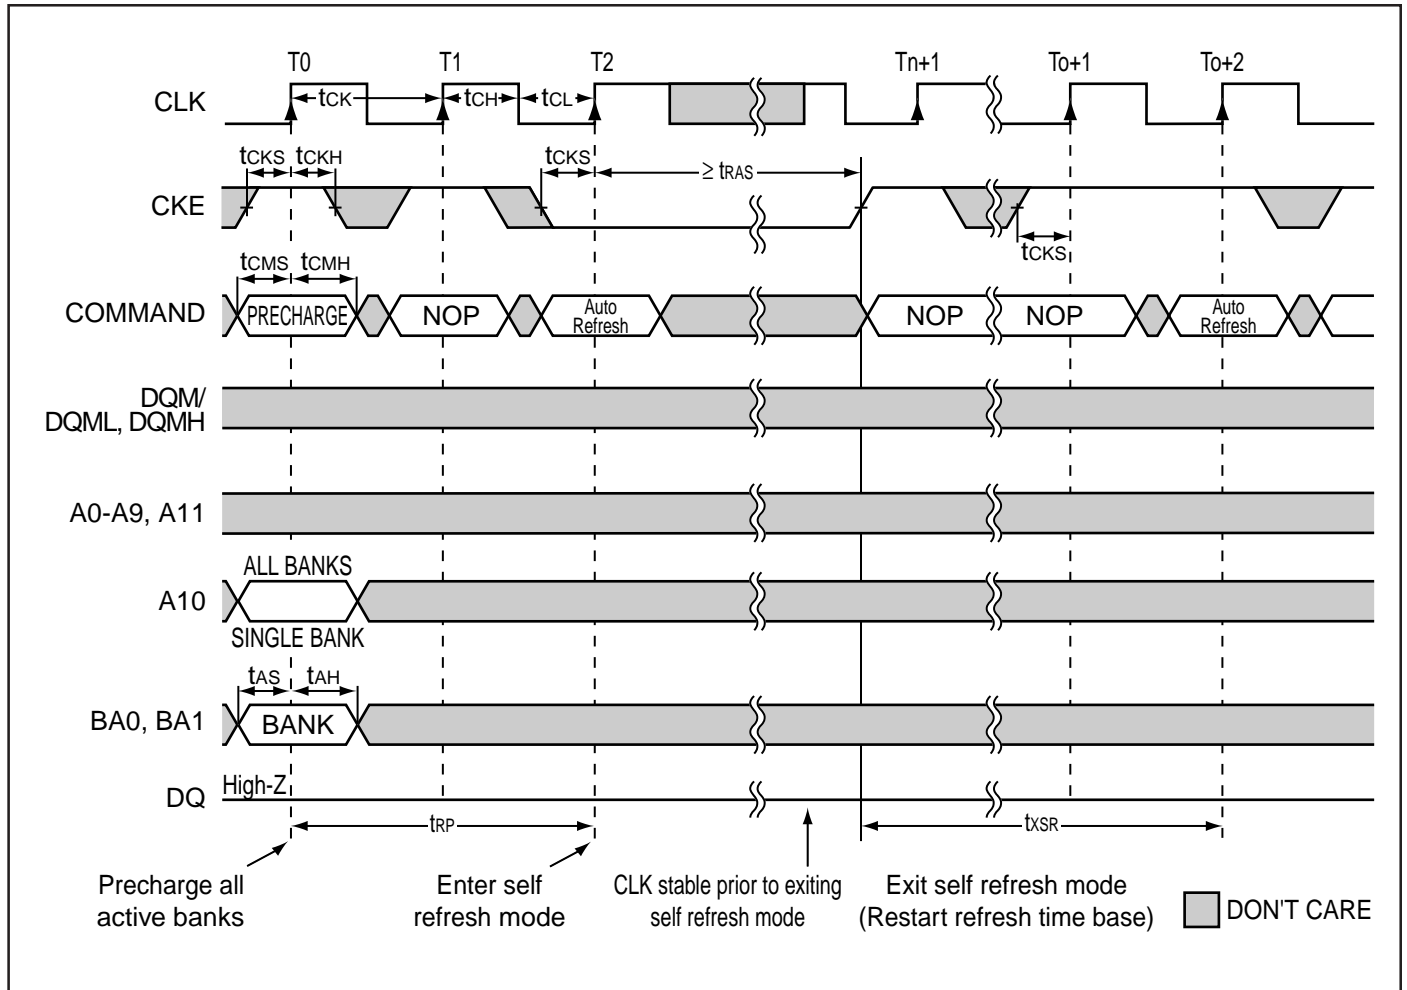 T0 T1 T2 Tn+1 To+1 To+2
CLK tCK tCH tCL
tCKS tCKH tCKS ≥ tRAS
CKE
tCKS
tCMS tCMH
COMMAND PRECHARGE NOP Auto Refresh NOP NOP Auto Refresh
DQM/
DQML, DQMH
A0-A9, A11
ALL BANKS
A10
SINGLE BANK
tAS tAH
BA0, BA1 BANK
DQ High-Z
tRP tXSR
Precharge all
active banks
Enter self
refresh mode
CLK stable prior to exiting
self refresh mode
Exit self refresh mode
(Restart refresh time base)
DON'T CARE